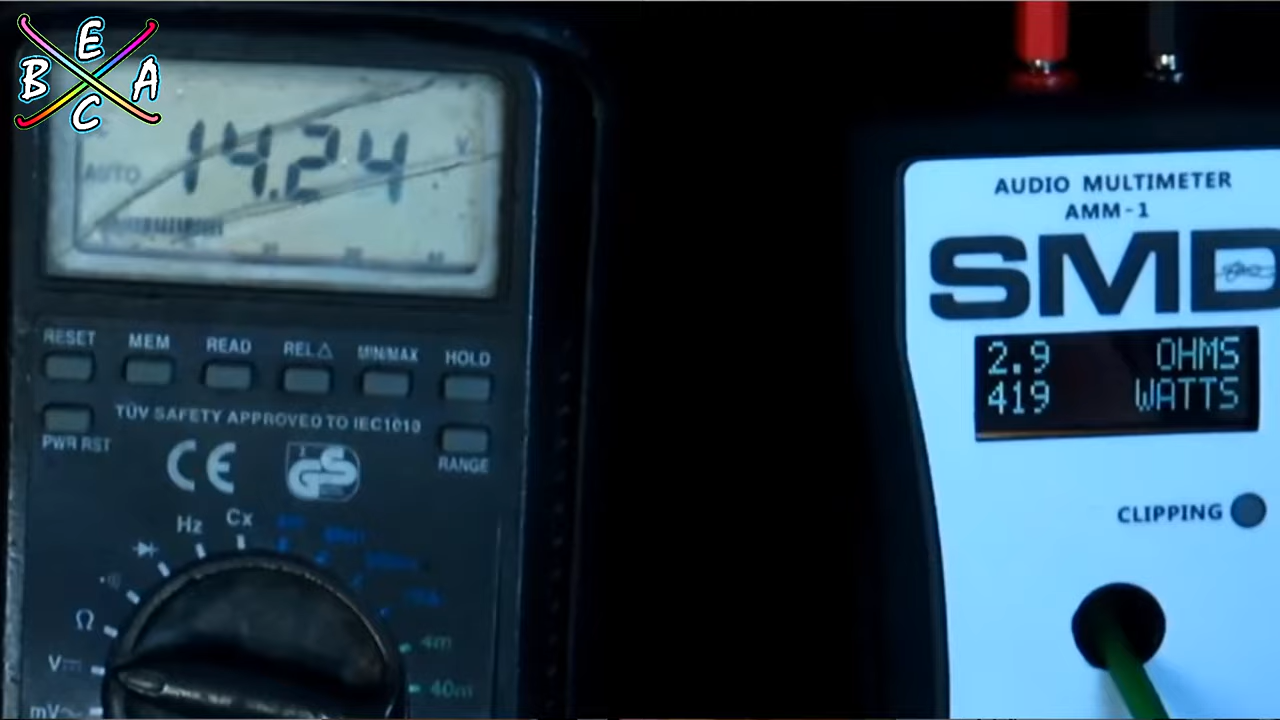 E
B A
C
14.24 V
AUTO
RESET MEM READ REL△ MIN/MAX HOLD
TÜV SAFETY APPROVED TO IEC1010
PWR RST
RANGE
CE GS
Hz Cx
Ω
V
mV
4m
40m
AUDIO MULTIMETER
AMM-1
SMD
2.9 OHMS
419 WATTS
CLIPPING